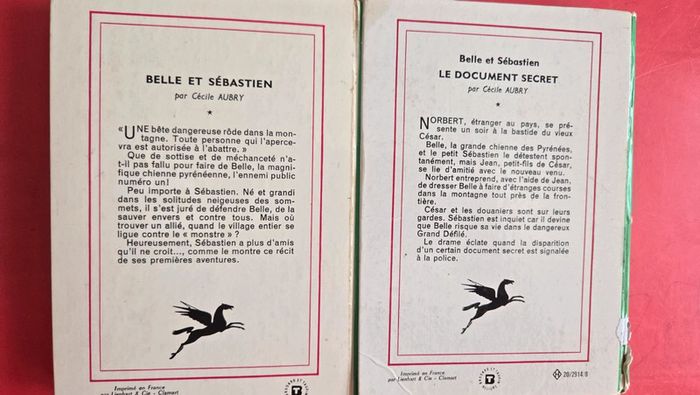 BELLE ET SÉBASTIEN
par Cécile AUBRY
★
« UNE bête dangereuse rôde dans la mon-
tagne. Toute personne qui l'aperce-
vra est autorisée à l'abattre. »
Que de sottise et de méchanceté n'a-
t-il pas fallu pour faire de Belle, la magni-
fique chienne pyrénéenne, l'ennemi public
numéro un!
Peu importe à Sébastien. Né et grandi
dans les solitudes neigeuses des som-
mets, il s'est juré de défendre Belle, de la
sauver envers et contre tous. Mais où
trouver un allié, quand le village entier se
ligue contre le « monstre » ?
Heureusement, Sébastien a plus d'amis
qu'il ne croit..., comme le montre ce récit
de ses premières aventures.
Imprimé en France
par Lienhart & Cie - Clamart
T
Belle et Sébastien
LE DOCUMENT SECRET
par Cécile AUBRY
★
NORBERT, étranger au pays, se pré-
sente un soir à la bastide du vieux
César.
Belle, la grande chienne des Pyrénées,
et le petit Sébastien le détestent spon-
tanément, mais Jean, petit-fils de César,
se lie d'amitié avec le nouveau venu.
Norbert entreprend, avec l'aide de Jean,
de dresser Belle à faire d'étranges courses
dans la montagne tout près de la fron-
tière.
César et les douaniers sont sur leurs
gardes. Sébastien est inquiet car il devine
que Belle risque sa vie dans le dangereux
Grand Défilé.
Le drame éclate quand la disparition
d'un certain document secret est signalée
à la police.
Imprimé en France
par Lienhart & Cie - Clamart
T
H 20/2914/8